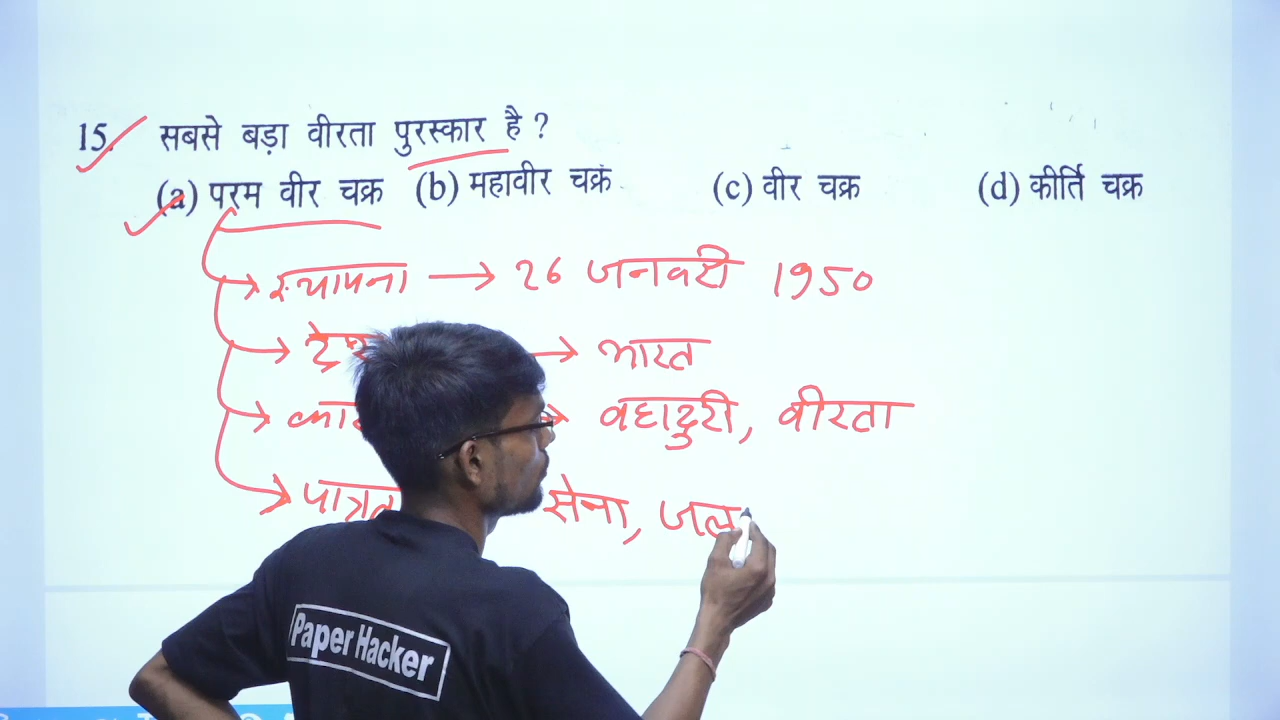 15. सबसे बड़ा वीरता पुरस्कार है ?
(a) परम वीर चक्र (b) महावीर चक्र (c) वीर चक्र (d) कीर्ति चक्र
स्थापना → 26 जनवरी 1950
→ भारत
वहादुरी, वीरता
सेना, जल
Paper Hacker